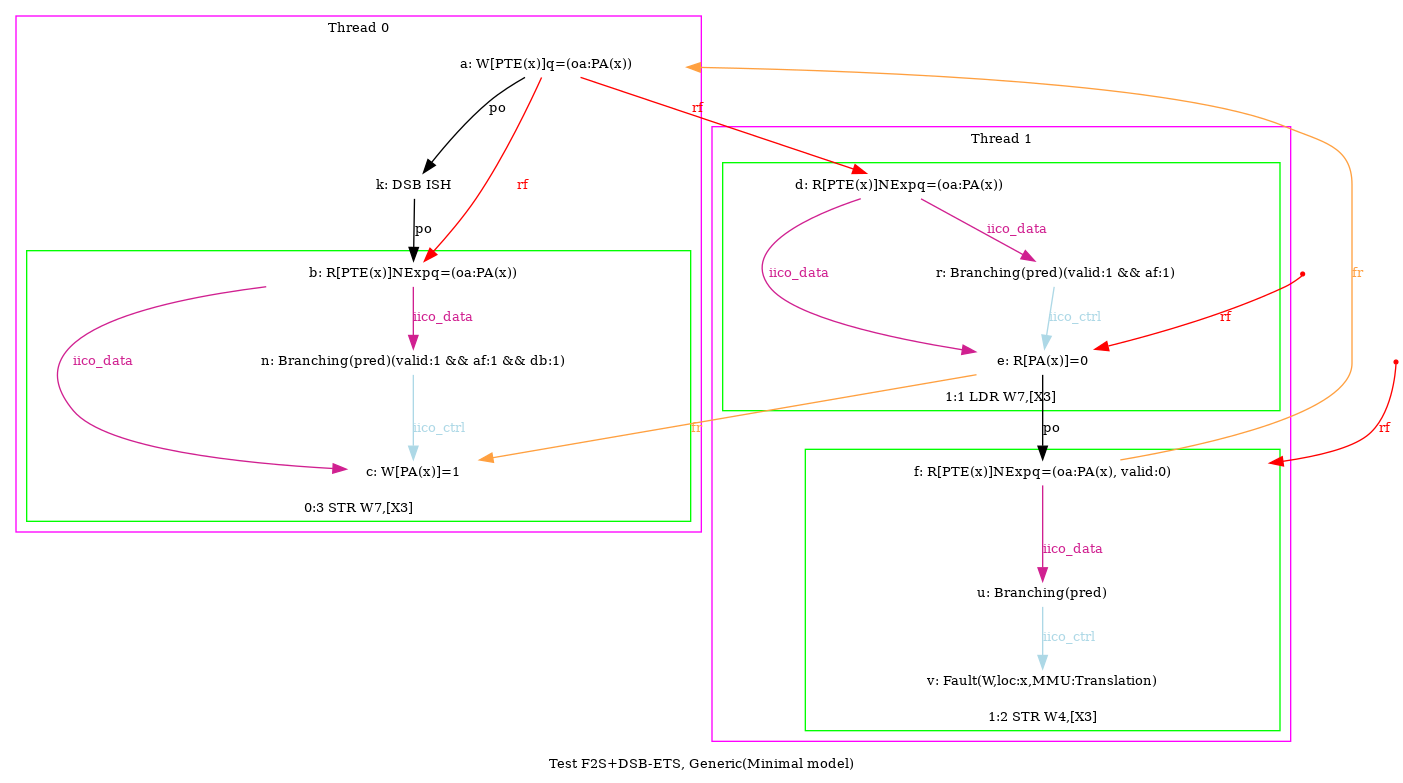 Thread 0
a: W[PTE(x)]q=(oa:PA(x))
po
rf
rf
Thread 1
k: DSB ISH
d: R[PTE(x)]NExpq=(oa:PA(x))
po
iico_data
b: R[PTE(x)]NExpq=(oa:PA(x))
iico_data
r: Branching(pred)(valid:1 && af:1)
fr
iico_data
iico_ctrl
rf
iico_data
n: Branching(pred)(valid:1 && af:1 && db:1)
e: R[PA(x)]=0
1:1 LDR W7,[X3]
iico_ctrl
fr
po
rf
c: W[PA(x)]=1
f: R[PTE(x)]NExpq=(oa:PA(x), valid:0)
0:3 STR W7,[X3]
iico_data
u: Branching(pred)
iico_ctrl
v: Fault(W,loc:x,MMU:Translation)
1:2 STR W4,[X3]
Test F2S+DSB-ETS, Generic(Minimal model)